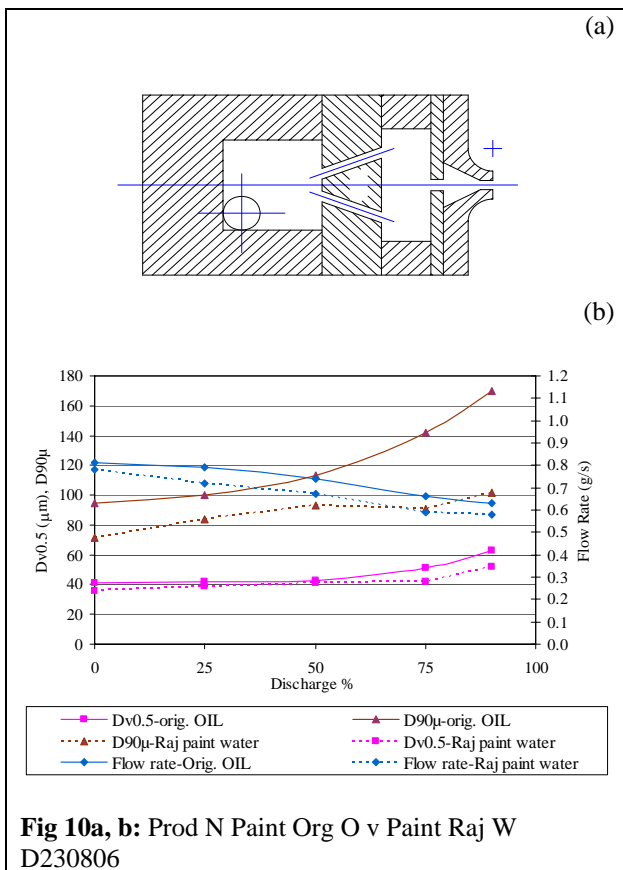 (a)
(b)
180
160
140
120
100
80
60
40
20
0
1.2
1.1
1.0
0.9
0.8
0.7
0.6
0.5
0.4
0.3
0.2
0.1
0.0
Dv0.5 (µm), D90µ
Flow Rate (g/s)
0 25 50 75 100
Discharge %
Dv0.5-orig. OIL
D90µ-orig. OIL
D90µ-Raj paint water
Dv0.5-Raj paint water
Flow rate-Orig. OIL
Flow rate-Raj paint water
Fig 10a, b: Prod N Paint Org O v Paint Raj W
D230806